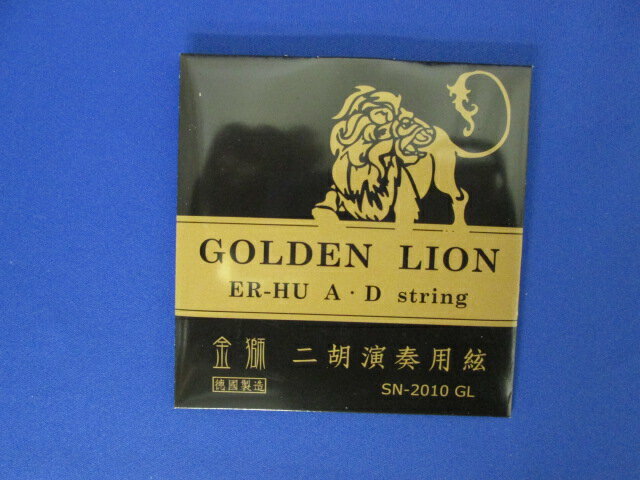 GOLDEN LION
ER-HU A · D string
金獅 二胡演奏用絃
德國製造 SN-2010 GL